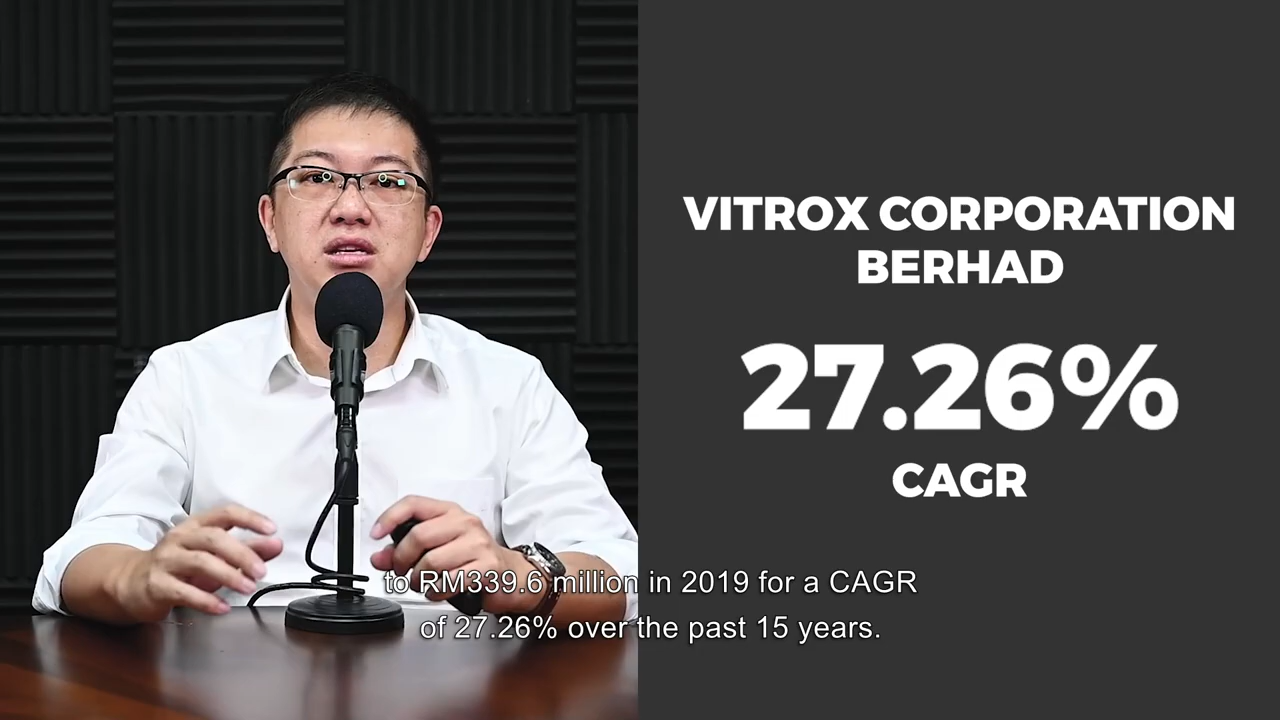 VITROX CORPORATION
BERHAD
27.26%
CAGR
to RM339.6 million in 2019 for a CAGR
of 27.26% over the past 15 years.